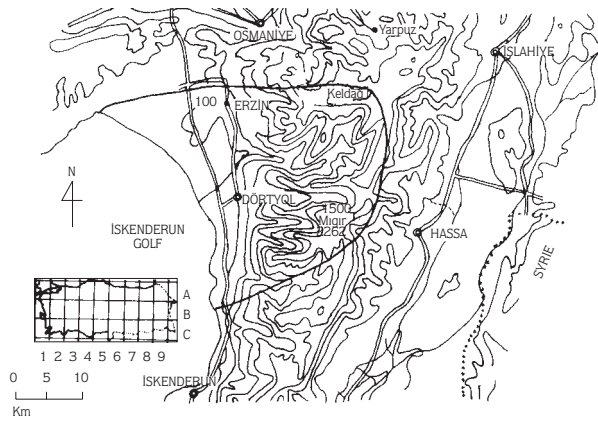 OSMANİYE
Yarpuz
İSLAHİYE
Keldağ
100
ERZİN
N
DÖRTYOL
1500
Mıgır
2262
HASSA
İSKENDERUN
GOLF
SYRIE
A
B
C
1 2 3 4 5 6 7 8 9
0 5 10
Km
İSKENDERUN